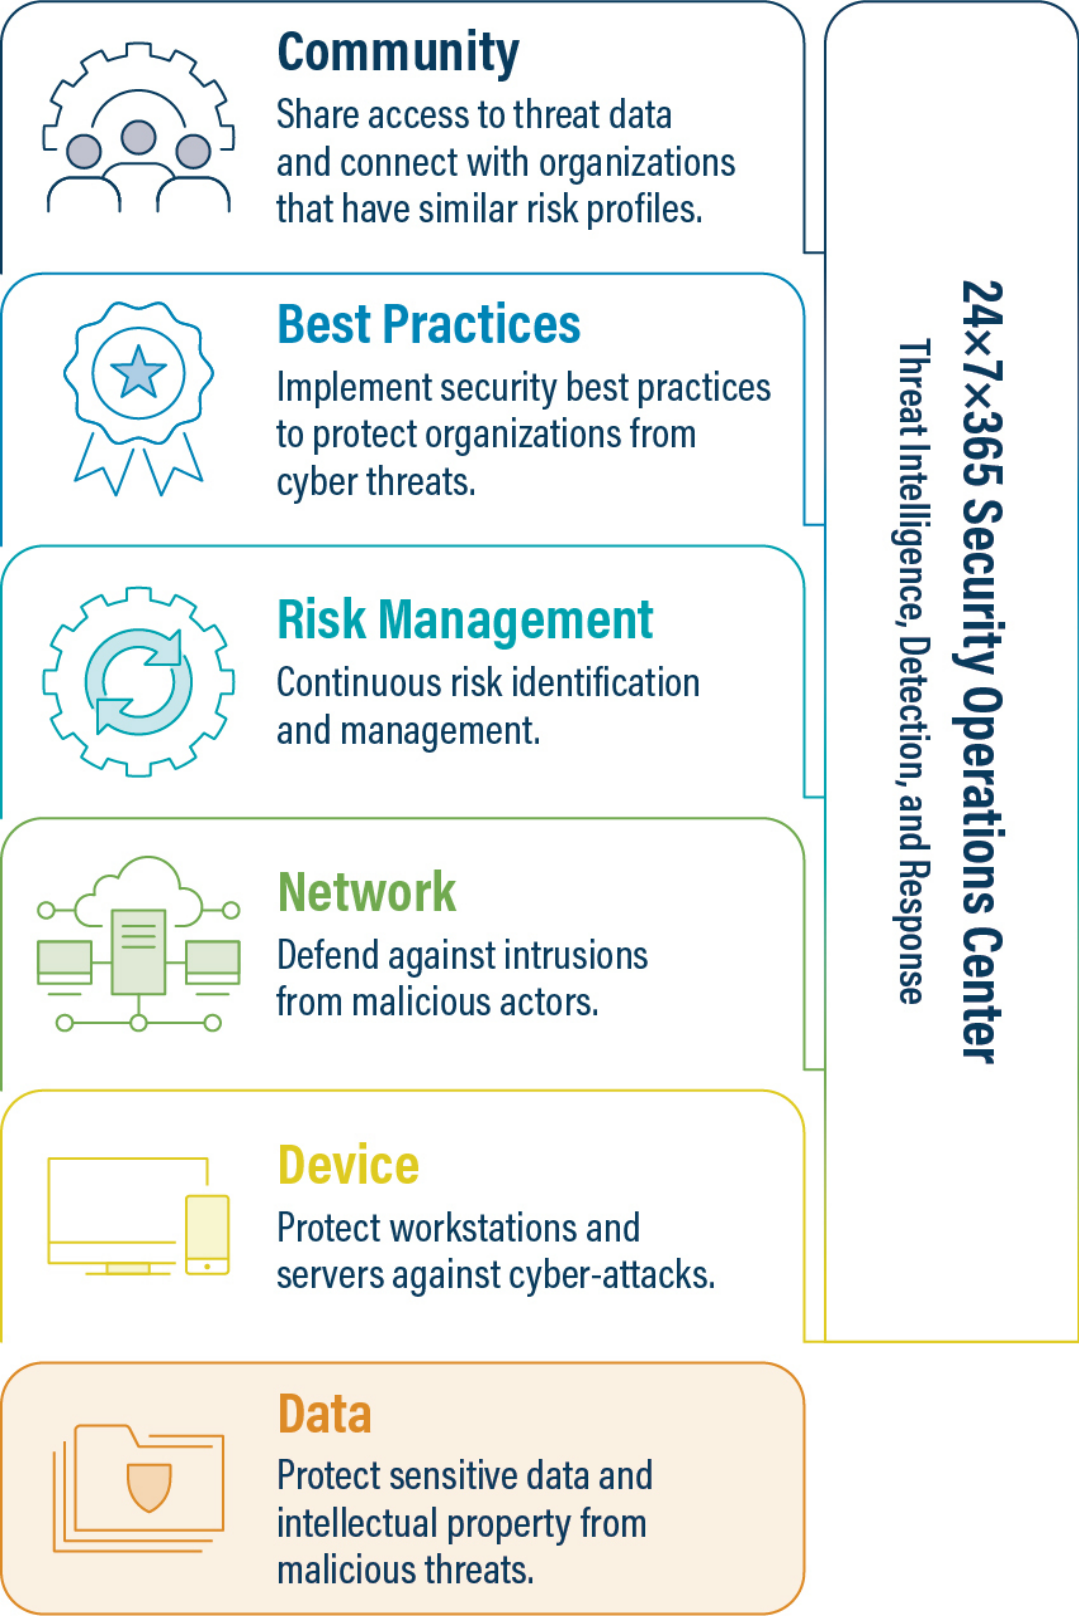 Community
Share access to threat data
and connect with organizations
that have similar risk profiles.
Best Practices
Implement security best practices
to protect organizations from
cyber threats.
Risk Management
Continuous risk identification
and management.
Network
Defend against intrusions
from malicious actors.
Device
Protect workstations and
servers against cyber-attacks.
Data
Protect sensitive data and
intellectual property from
malicious threats.
24×7×365 Security Operations Center
Threat Intelligence, Detection, and Response